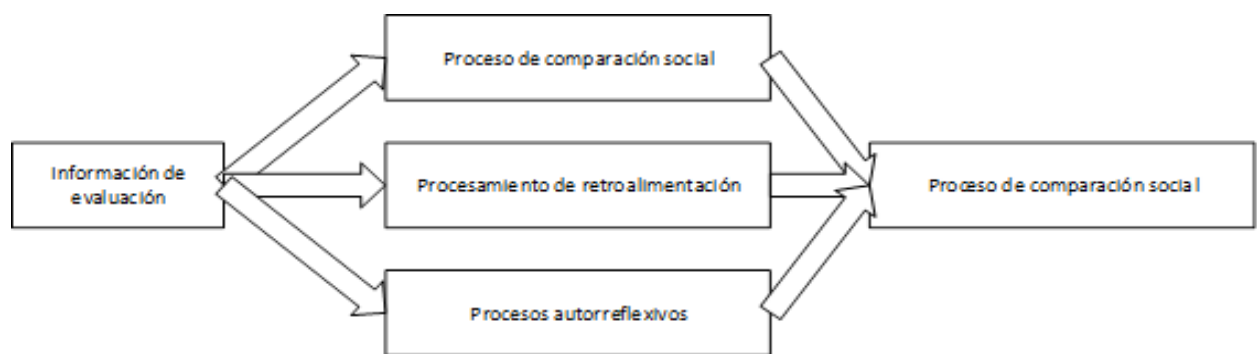 Proceso de comparación social
Información de
evaluación
Procesamiento de retroalimentación
Proceso de comparación social
Procesos autorreflexivos